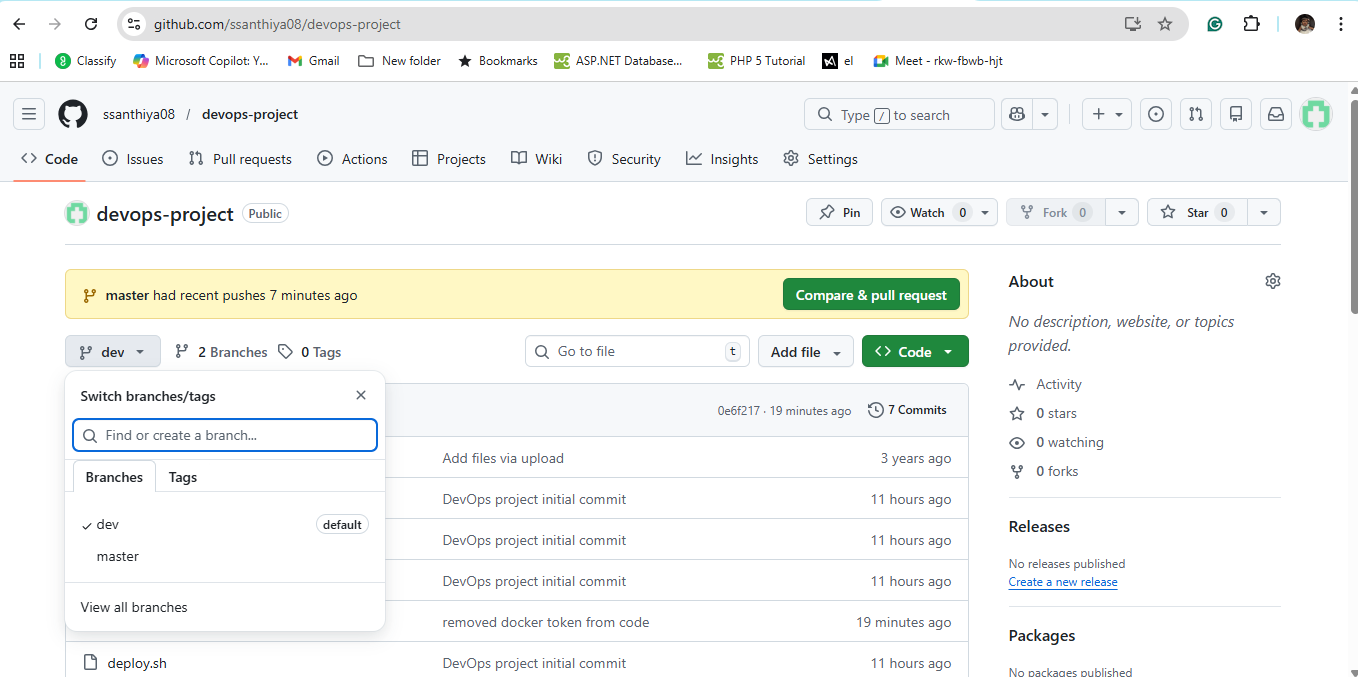 github.com/ssanthiya08/devops-project
Classify Microsoft Copilot: Y... Gmail New folder Bookmarks ASP.NET Database... PHP 5 Tutorial el Meet - rkw-fbwb-hjt
ssanthiya08 / devops-project Type / to search
Code Issues Pull requests Actions Projects Wiki Security Insights Settings
devops-project Public Pin Watch 0 Fork 0 Star 0
master had recent pushes 7 minutes ago Compare & pull request
dev 2 Branches 0 Tags Go to file t Add file Code
Switch branches/tags
Find or create a branch...
Branches Tags
dev default
master
View all branches
0e6f217 · 19 minutes ago 7 Commits
Add files via upload 3 years ago
DevOps project initial commit 11 hours ago
DevOps project initial commit 11 hours ago
DevOps project initial commit 11 hours ago
removed docker token from code 19 minutes ago
deploy.sh DevOps project initial commit 11 hours ago
About
No description, website, or topics
provided.
Activity
0 stars
0 watching
0 forks
Releases
No releases published
Create a new release
Packages
No packages published